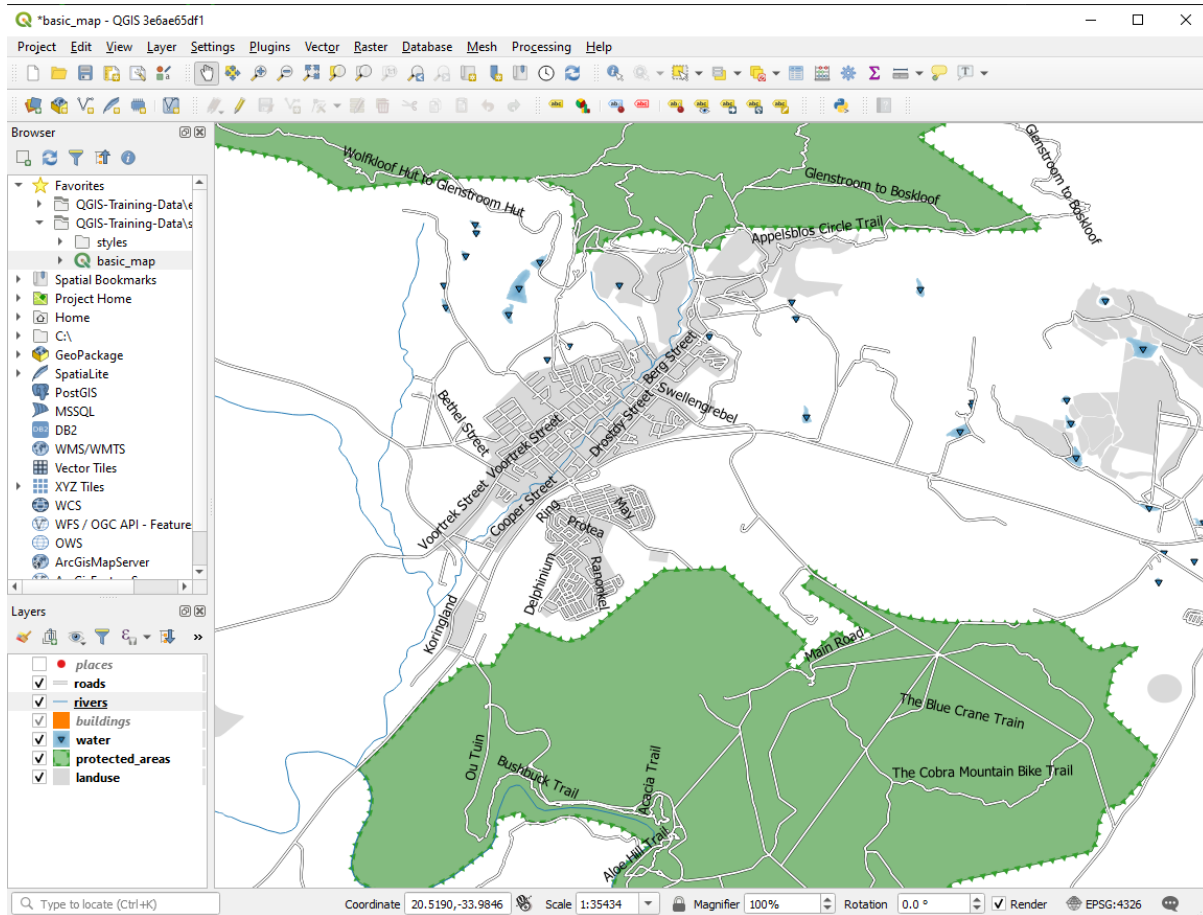 *basic_map - QGIS 3e6ae65df1
Project Edit View Layer Settings Plugins Vector Raster Database Mesh Processing Help
Browser
Favorites
QGIS-Training-Data\e
QGIS-Training-Data\s
styles
basic_map
Spatial Bookmarks
Project Home
Home
C:\
GeoPackage
SpatiaLite
PostGIS
MSSQL
DB2
WMS/WMTS
Vector Tiles
XYZ Tiles
WCS
WFS / OGC API - Feature
OWS
ArcGisMapServer
Layers
places
roads
rivers
buildings
water
protected_areas
landuse
Wolfkloof Hut to Glenstroom Hut
Glenstroom to Boskloof
Glenstroom to Boskloof
Appelsblos Circle Trail
Berg Street
Swellengrebel
Bethel Street
Drostdy Street
Voortrek Street
Voortrek Street
Cooper Street
Ring
May
Protea
Delphinium
Ranonkel
Koringland
Main Road
The Blue Crane Train
Ou Tuin
Bushbuck Trail
Acacia Trail
The Cobra Mountain Bike Trail
Aloe Hill Trail
Type to locate (Ctrl+K) Coordinate 20.5190,-33.9846 Scale 1:35434 Magnifier 100% Rotation 0.0 ° Render EPSG:4326